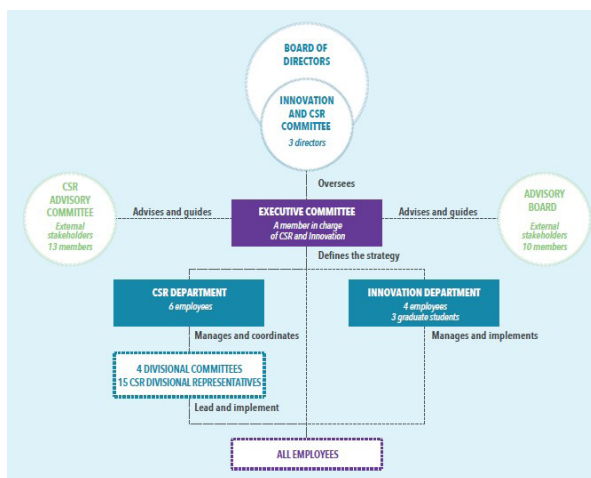 BOARD OF
DIRECTORS
INNOVATION
AND CSR
COMMITTEE
3 directors
Oversees
CSR
ADVISORY
COMMITTEE
External
stakeholders
13 members
Advises and guides
EXECUTIVE COMMITTEE
A member in charge
of CSR and Innovation
Advises and guides
ADVISORY
BOARD
External
stakeholders
10 members
Defines the strategy
CSR DEPARTMENT
6 employees
INNOVATION DEPARTMENT
4 employees
3 graduate students
Manages and coordinates
Manages and implements
4 DIVISIONAL COMMITTEES
15 CSR DIVISIONAL REPRESENTATIVES
Lead and implement
ALL EMPLOYEES